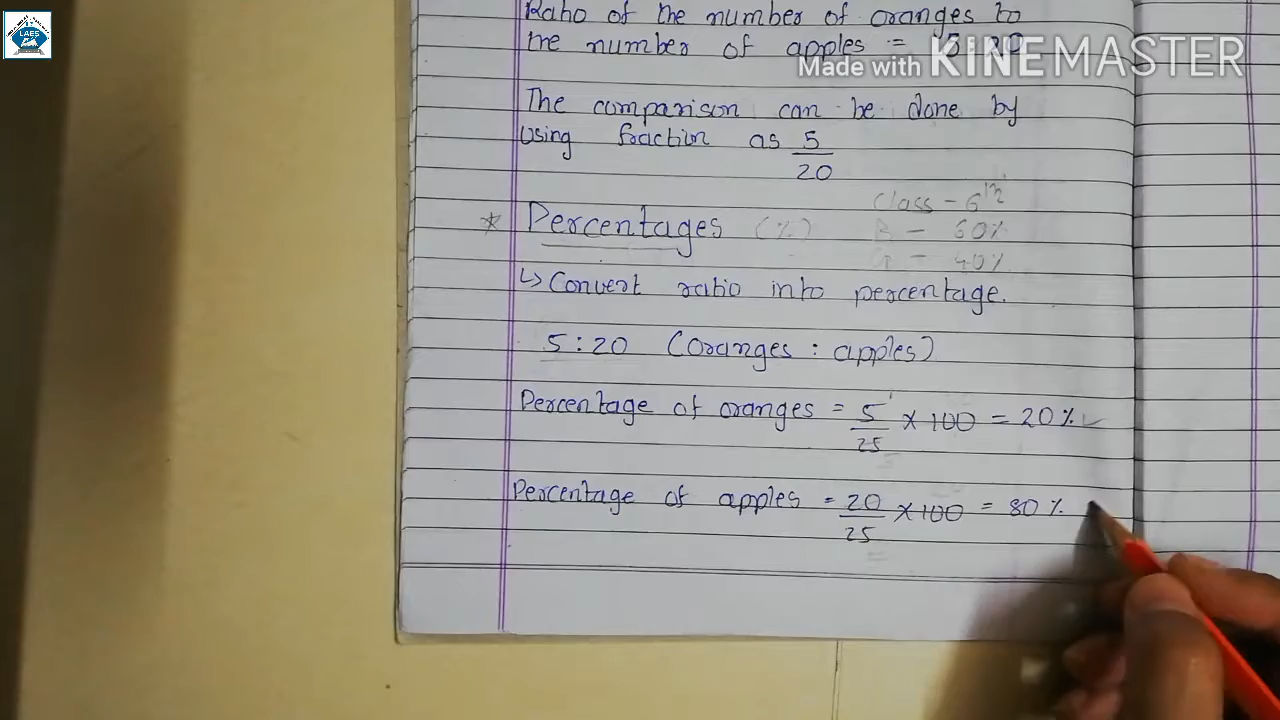 LAES
Ratio of the number of oranges to
the number of apples = 5:20
Made with KINEMASTER
The comparison can be done by
using fraction as 5/20
Class - 6th
* Percentages (%) B - 60%
G - 40%
↳ Convert ratio into percentage.
5:20 (oranges : apples)
Percentage of oranges = 5/25 × 100 = 20%
Percentage of apples = 20/25 × 100 = 80%